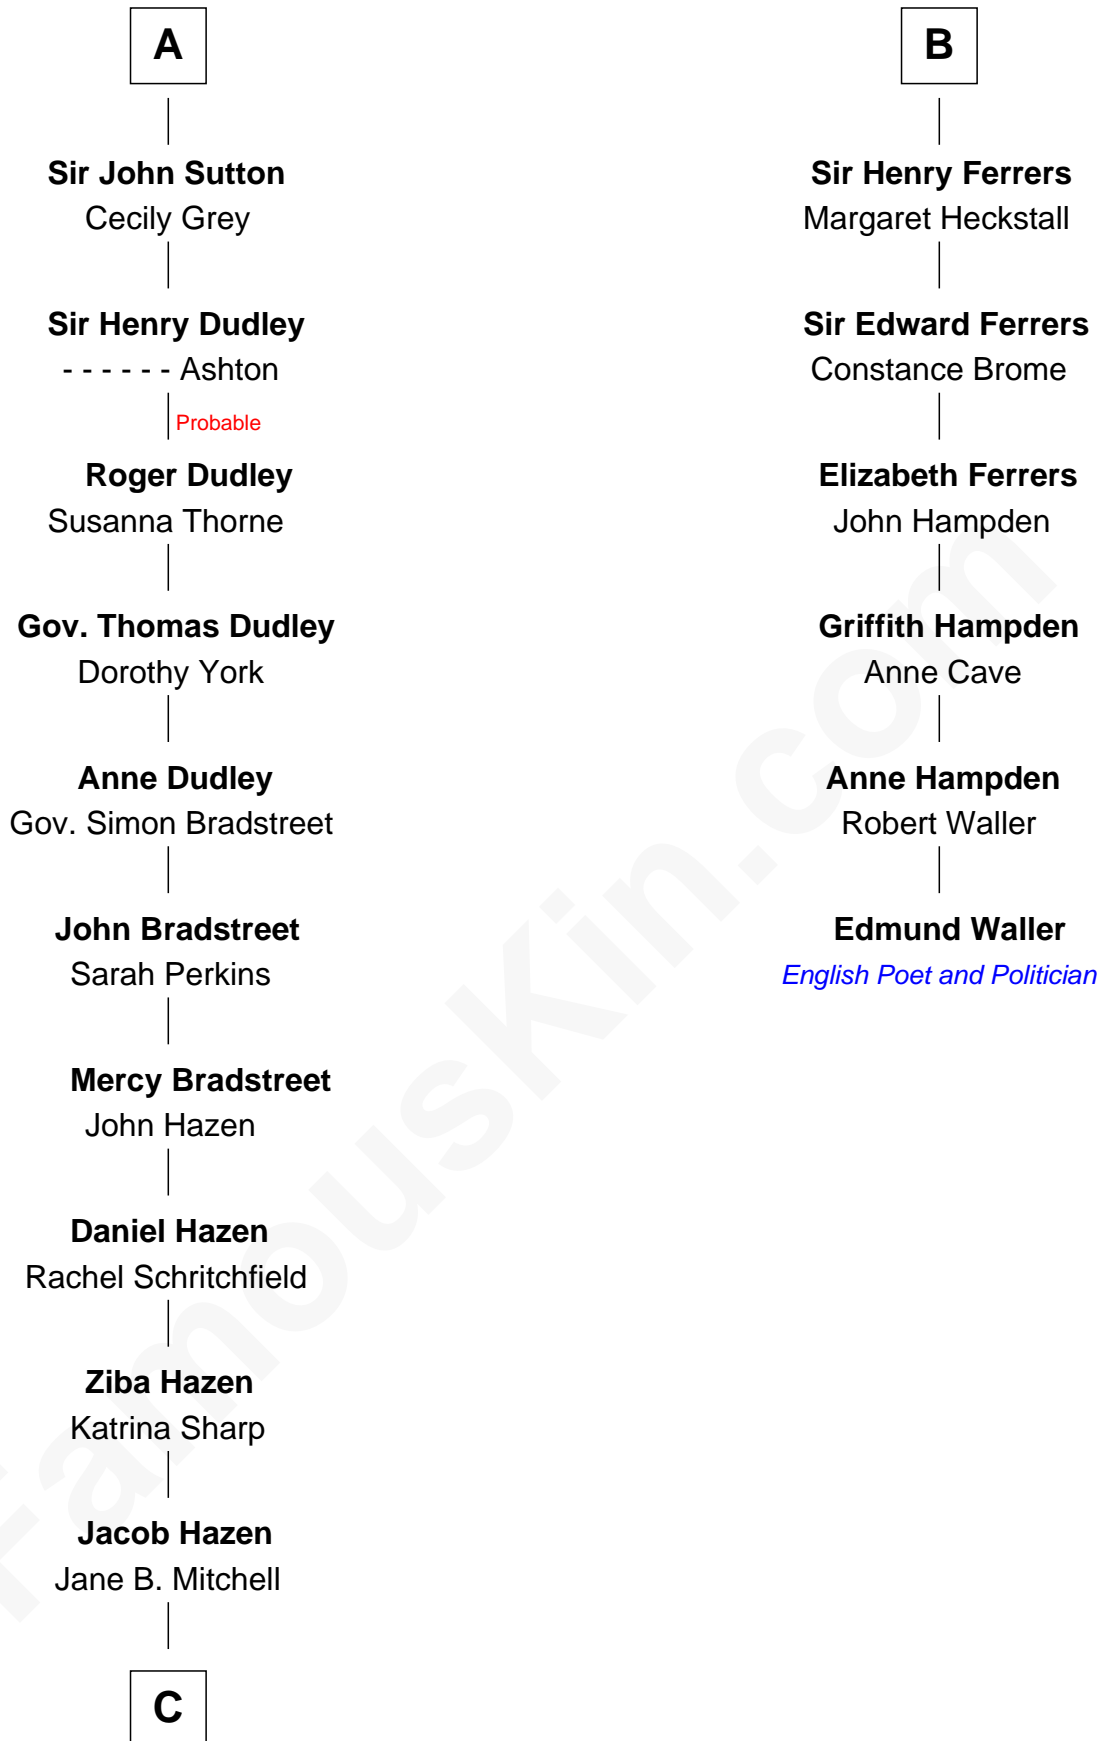 A
Sir John Sutton
Cecily Grey
Sir Henry Dudley
- - - - - - Ashton
Probable
Roger Dudley
Susanna Thorne
Gov. Thomas Dudley
Dorothy York
Anne Dudley
Gov. Simon Bradstreet
John Bradstreet
Sarah Perkins
Mercy Bradstreet
John Hazen
Daniel Hazen
Rachel Schritchfield
Ziba Hazen
Katrina Sharp
Jacob Hazen
Jane B. Mitchell
C
B
Sir Henry Ferrers
Margaret Heckstall
Sir Edward Ferrers
Constance Brome
Elizabeth Ferrers
John Hampden
Griffith Hampden
Anne Cave
Anne Hampden
Robert Waller
Edmund Waller
English Poet and Politician
FamousKin.com